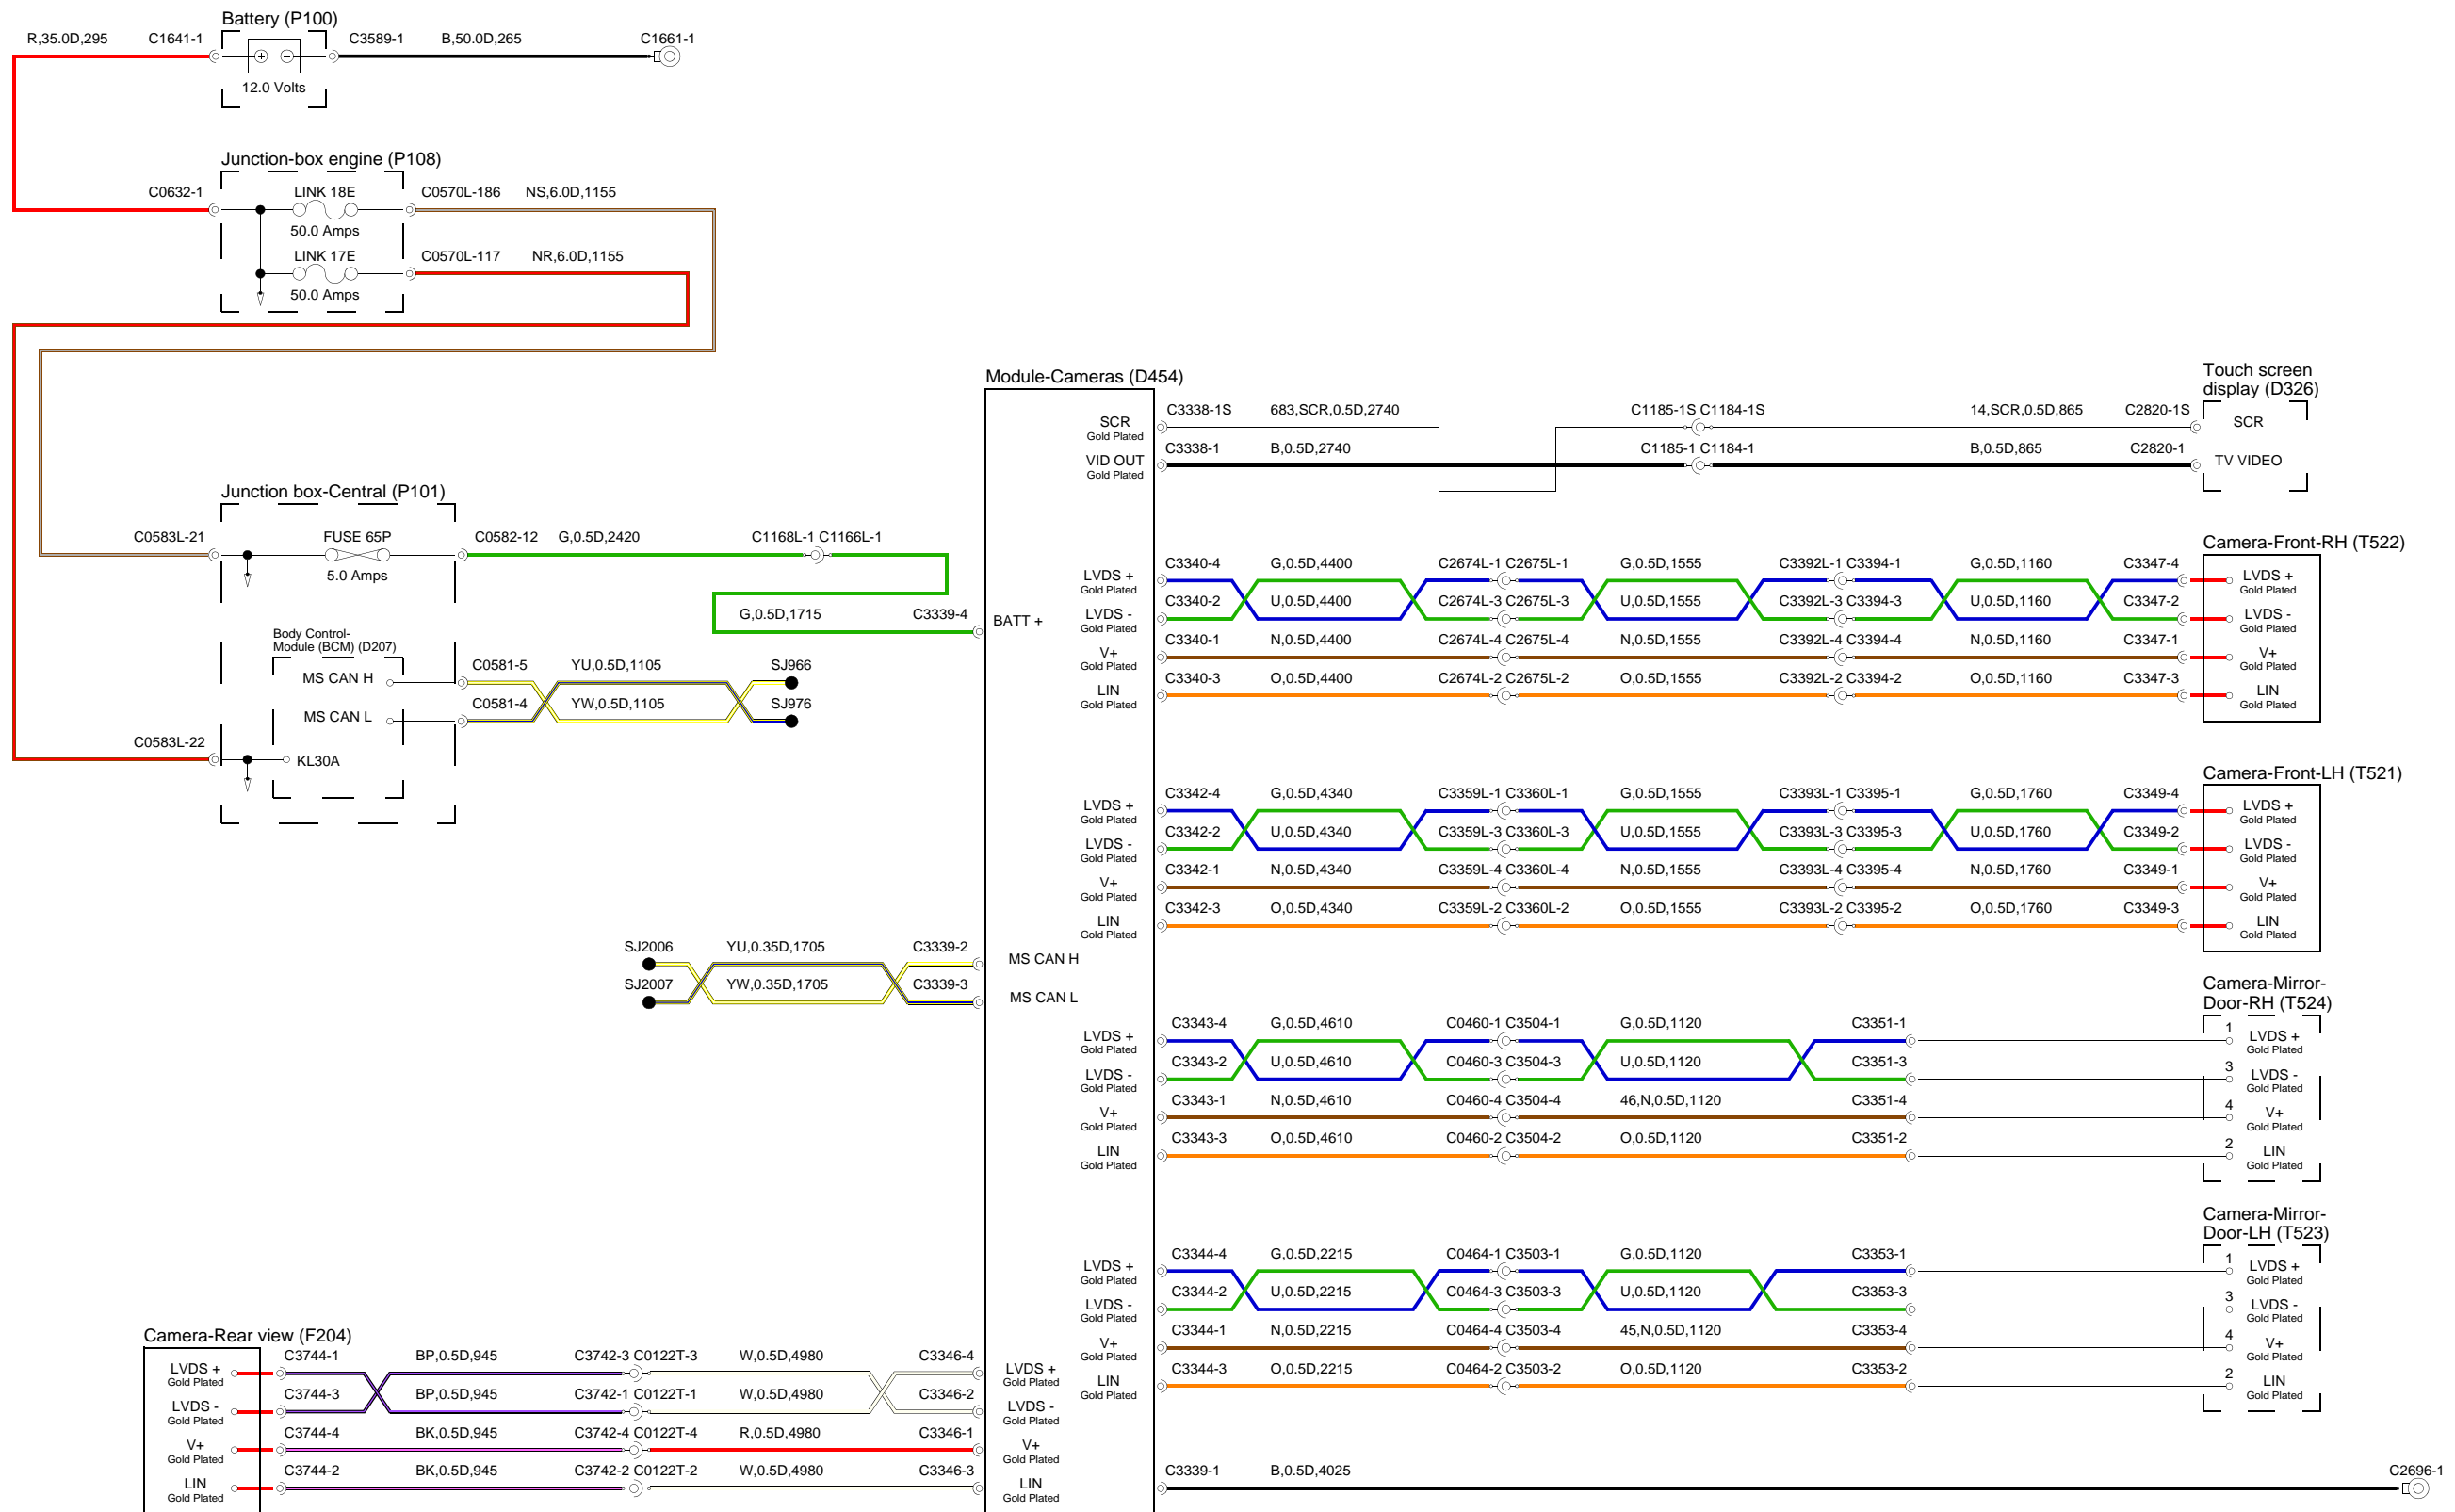 Battery (P100)
R,35.0D,295
C1641-1
C3589-1
B,50.0D,265
C1661-1
12.0 Volts
Junction-box engine (P108)
C0632-1
LINK 18E
C0570L-186
NS,6.0D,1155
50.0 Amps
LINK 17E
C0570L-117
NR,6.0D,1155
50.0 Amps
Junction box-Central (P101)
C0583L-21
FUSE 65P
C0582-12
G,0.5D,2420
C1168L-1 C1166L-1
5.0 Amps
G,0.5D,1715
C3339-4
BATT +
Body Control-
Module (BCM) (D207)
MS CAN H
C0581-5
YU,0.5D,1105
SJ966
MS CAN L
C0581-4
YW,0.5D,1105
SJ976
C0583L-22
KL30A
SJ2006
YU,0.35D,1705
C3339-2
MS CAN H
SJ2007
YW,0.35D,1705
C3339-3
MS CAN L
Camera-Rear view (F204)
LVDS +
Gold Plated
C3744-1
BP,0.5D,945
C3742-3 C0122T-3
W,0.5D,4980
C3346-4
LVDS +
Gold Plated
LVDS -
Gold Plated
C3744-3
BP,0.5D,945
C3742-1 C0122T-1
W,0.5D,4980
C3346-2
LVDS -
Gold Plated
V+
Gold Plated
C3744-4
BK,0.5D,945
C3742-4 C0122T-4
R,0.5D,4980
C3346-1
V+
Gold Plated
LIN
Gold Plated
C3744-2
BK,0.5D,945
C3742-2 C0122T-2
W,0.5D,4980
C3346-3
LIN
Gold Plated
Module-Cameras (D454)
Touch screen
display (D326)
SCR
Gold Plated
C3338-1S
683,SCR,0.5D,2740
C1185-1S C1184-1S
14,SCR,0.5D,865
C2820-1S
SCR
VID OUT
Gold Plated
C3338-1
B,0.5D,2740
C1185-1 C1184-1
B,0.5D,865
C2820-1
TV VIDEO
Camera-Front-RH (T522)
LVDS +
Gold Plated
C3340-4
G,0.5D,4400
C2674L-1 C2675L-1
G,0.5D,1555
C3392L-1 C3394-1
G,0.5D,1160
C3347-4
LVDS +
Gold Plated
LVDS -
Gold Plated
C3340-2
U,0.5D,4400
C2674L-3 C2675L-3
U,0.5D,1555
C3392L-3 C3394-3
U,0.5D,1160
C3347-2
LVDS -
Gold Plated
V+
Gold Plated
C3340-1
N,0.5D,4400
C2674L-4 C2675L-4
N,0.5D,1555
C3392L-4 C3394-4
N,0.5D,1160
C3347-1
V+
Gold Plated
LIN
Gold Plated
C3340-3
O,0.5D,4400
C2674L-2 C2675L-2
O,0.5D,1555
C3392L-2 C3394-2
O,0.5D,1160
C3347-3
LIN
Gold Plated
Camera-Front-LH (T521)
LVDS +
Gold Plated
C3342-4
G,0.5D,4340
C3359L-1 C3360L-1
G,0.5D,1555
C3393L-1 C3395-1
G,0.5D,1760
C3349-4
LVDS +
Gold Plated
LVDS -
Gold Plated
C3342-2
U,0.5D,4340
C3359L-3 C3360L-3
U,0.5D,1555
C3393L-3 C3395-3
U,0.5D,1760
C3349-2
LVDS -
Gold Plated
V+
Gold Plated
C3342-1
N,0.5D,4340
C3359L-4 C3360L-4
N,0.5D,1555
C3393L-4 C3395-4
N,0.5D,1760
C3349-1
V+
Gold Plated
LIN
Gold Plated
C3342-3
O,0.5D,4340
C3359L-2 C3360L-2
O,0.5D,1555
C3393L-2 C3395-2
O,0.5D,1760
C3349-3
LIN
Gold Plated
Camera-Mirror-
Door-RH (T524)
LVDS +
Gold Plated
C3343-4
G,0.5D,4610
C0460-1 C3504-1
G,0.5D,1120
C3351-1
1
LVDS +
Gold Plated
LVDS -
Gold Plated
C3343-2
U,0.5D,4610
C0460-3 C3504-3
U,0.5D,1120
C3351-3
3
LVDS -
Gold Plated
V+
Gold Plated
C3343-1
N,0.5D,4610
C0460-4 C3504-4
46,N,0.5D,1120
C3351-4
4
V+
Gold Plated
LIN
Gold Plated
C3343-3
O,0.5D,4610
C0460-2 C3504-2
O,0.5D,1120
C3351-2
2
LIN
Gold Plated
Camera-Mirror-
Door-LH (T523)
LVDS +
Gold Plated
C3344-4
G,0.5D,2215
C0464-1 C3503-1
G,0.5D,1120
C3353-1
1
LVDS +
Gold Plated
LVDS -
Gold Plated
C3344-2
U,0.5D,2215
C0464-3 C3503-3
U,0.5D,1120
C3353-3
3
LVDS -
Gold Plated
V+
Gold Plated
C3344-1
N,0.5D,2215
C0464-4 C3503-4
45,N,0.5D,1120
C3353-4
4
V+
Gold Plated
LIN
Gold Plated
C3344-3
O,0.5D,2215
C0464-2 C3503-2
O,0.5D,1120
C3353-2
2
LIN
Gold Plated
C3339-1
B,0.5D,4025
C2696-1